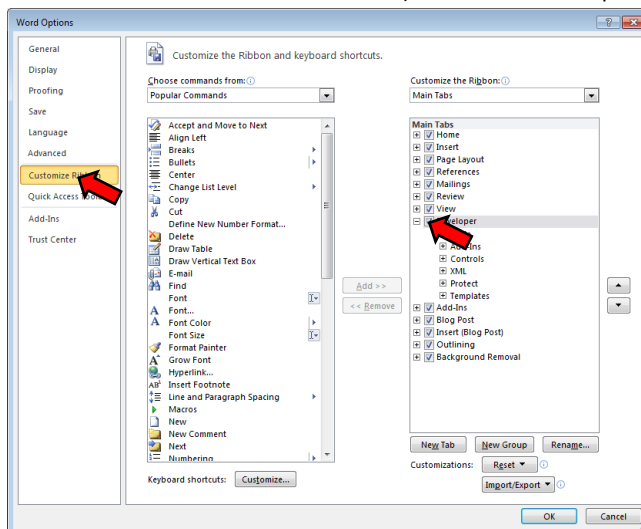 Word Options
General
Display
Proofing
Save
Language
Advanced
Customize
Quick Access
Add-Ins
Trust Center
Customize the Ribbon and keyboard shortcuts.
Choose commands from:
Popular Commands
Accept and Move to Next
Align Left
Breaks
Bullets
Center
Change List Level
Copy
Cut
Define New Number Format...
Delete
Draw Table
Draw Vertical Text Box
E-mail
Find
Font
Font...
Font Color
Font Size
Format Painter
Grow Font
Hyperlink...
Insert Footnote
Line and Paragraph Spacing
Macros
New
New Comment
Next
Numbering
Keyboard shortcuts: Customize...
Add >>
<< Remove
Customize the Ribbon:
Main Tabs
Main Tabs
Home
Insert
Page Layout
References
Mailings
Review
View
Controls
XML
Protect
Templates
Add-Ins
Blog Post
Insert (Blog Post)
Outlining
Background Removal
New Tab New Group Rename...
Customizations: Reset
Import/Export
OK Cancel